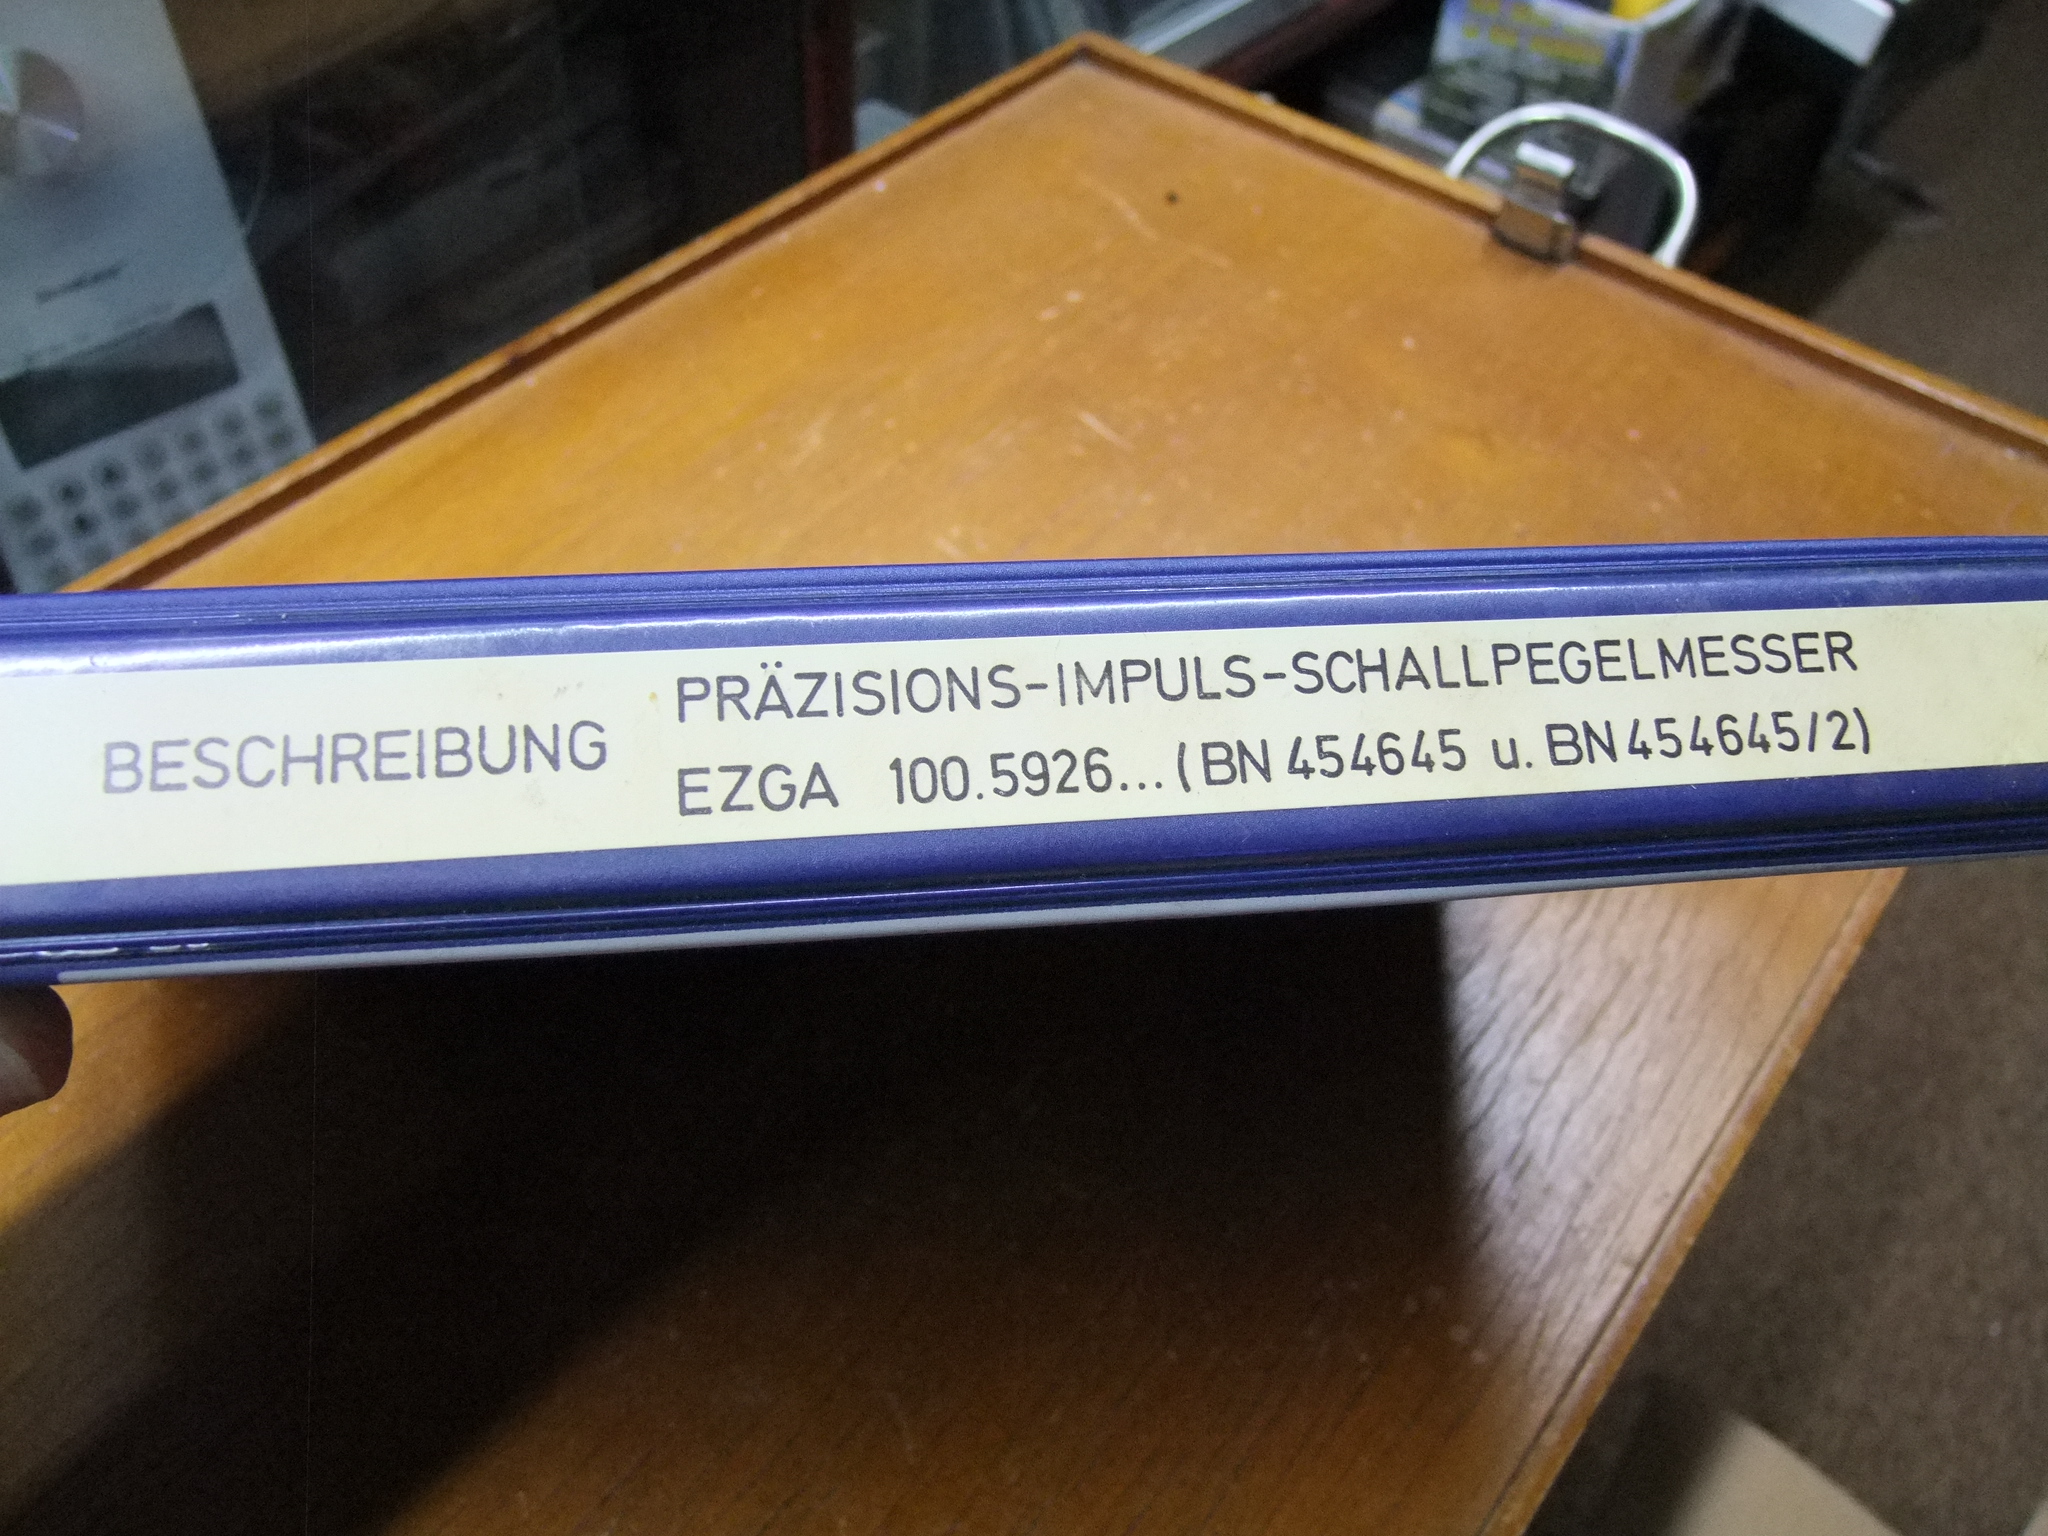 BESCHREIBUNG
PRÄZISIONS-IMPULS-SCHALLPEGELMESSER
EZGA 100.5926... (BN 454645 u. BN 454645/2)